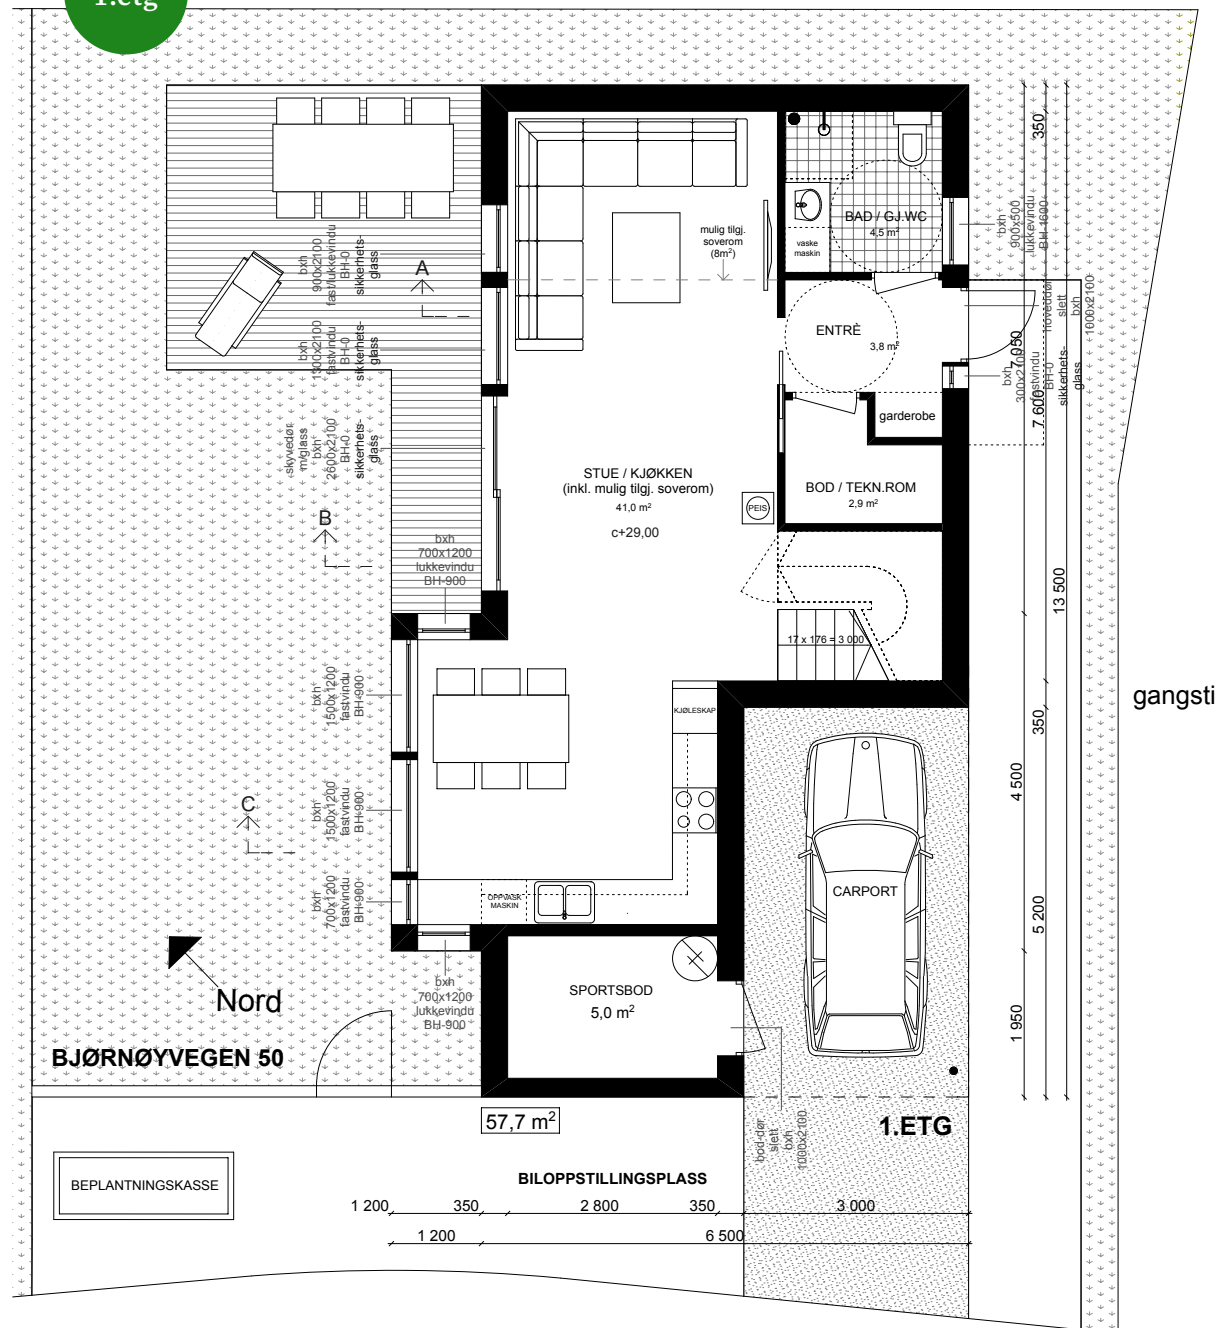 1.etg
bxh
900x2100
fast/lukkevindu
BH-0
sikkerhets-
glass
A
bxh
1300x2100
fastvindu
BH-0
sikkerhets-
glass
skyvedør
m/glass
bxh
2600x2100
BH-0
sikkerhets-
glass
B
bxh
700x1200
lukkevindu
BH-900
mulig tilgj.
soverom
(8m²)
BAD / GJ.WC
4,5 m²
vaske
maskin
bxh
900x500
lukkevindu
BH-1600
ENTRÈ
3,8 m²
hoveddør
slett
bxh
1000x2100
bxh
300x2100
fastvindu
BH-0
sikkerhets-
glass
garderobe
STUE / KJØKKEN
(inkl. mulig tilgj. soverom)
41,0 m²
c+29,00
PEIS
BOD / TEKN.ROM
2,9 m²
17 x 176 = 3 000
350
7 050
7 600
13 500
350
4 500
5 200
1 950
gangsti
bxh
1500x1200
fastvindu
BH-900
bxh
1500x1200
fastvindu
BH-900
C
bxh
700x1200
fastvindu
BH-900
KJØLESKAP
OPPVASK
MASKIN
CARPORT
Nord
bxh
700x1200
lukkevindu
BH-900
SPORTSBOD
5,0 m²
BJØRNØYVEGEN 50
57,7 m²
bod-dør
slett
bxh
1000x2100
1.ETG
BEPLANTNINGSKASSE
BILOPPSTILLINGSPLASS
1 200
350
2 800
350
3 000
1 200
6 500